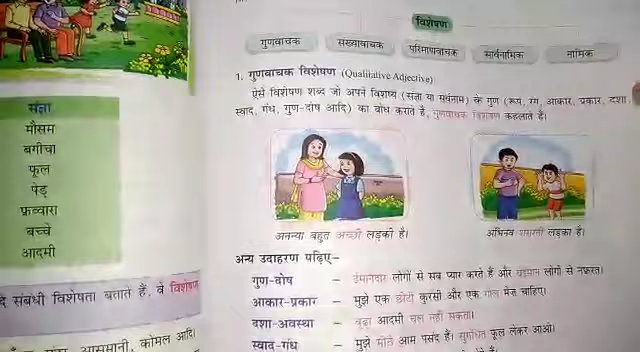 संज्ञा
मौसम
बगीचा
फूल
पेड़
फ़व्वारा
बच्चे
आदमी
संबंधी विशेषता बताते हैं, वे विशेषण
आसमानी, कोमल आदि।
विशेषण
गुणवाचक
संख्यावाचक
परिमाणवाचक
सार्वनामिक
नामिक
1. गुणवाचक विशेषण (Qualitative Adjective)
ऐसे विशेषण शब्द जो अपने विशेष्य (संज्ञा या सर्वनाम) के गुण (रूप, रंग, आकार, प्रकार, दशा,
स्वाद, गंध, गुण-दोष आदि) का बोध कराते हैं, गुणवाचक विशेषण कहलाते हैं।
अनन्या बहुत अच्छी लड़की है।
अभिनव शरारती लड़का है।
अन्य उदाहरण पढ़िए–
गुण-दोष – ईमानदार लोगों से सब प्यार करते हैं और बेईमान लोगों से नफ़रत।
आकार-प्रकार – मुझे एक छोटी कुरसी और एक गोल मेज चाहिए।
दशा-अवस्था – बूढ़ा आदमी चल नहीं सकता।
स्वाद-गंध – मुझे मीठे आम पसंद हैं। सुगंधित फूल लेकर आओ।